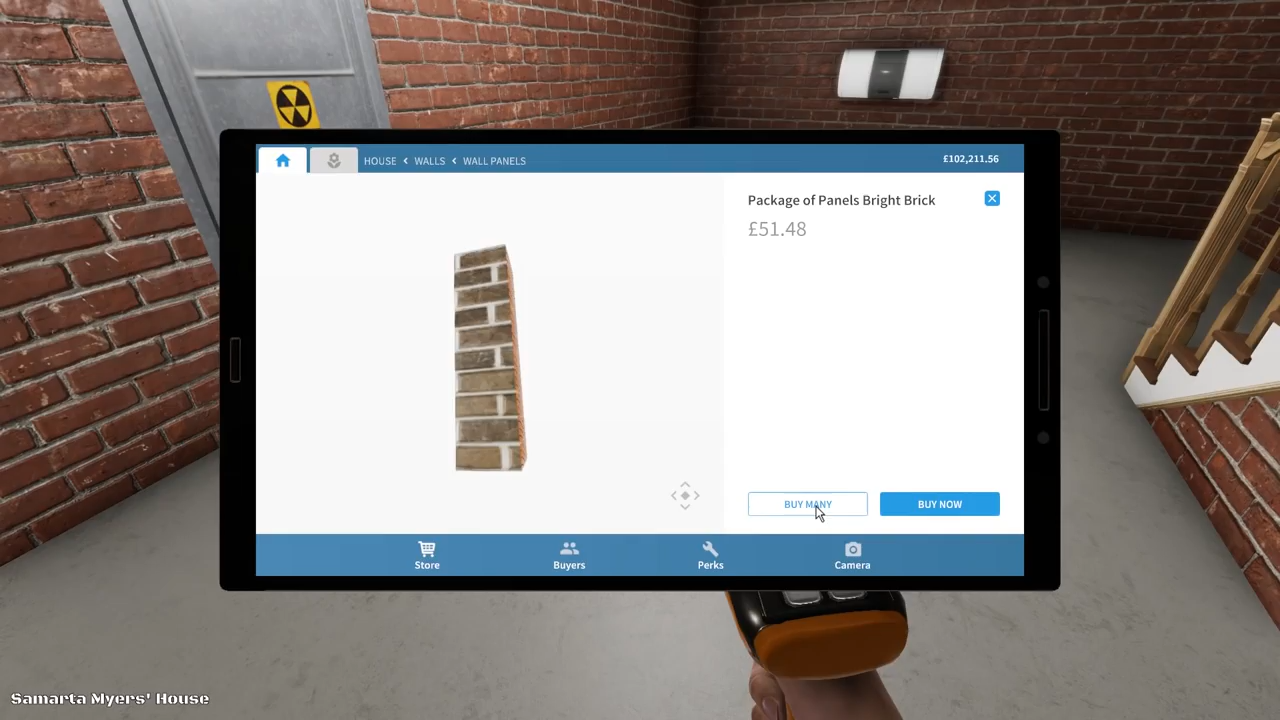 HOUSE < WALLS < WALL PANELS
£102,211.56
Package of Panels Bright Brick
£51.48
BUY MANY
BUY NOW
Store
Buyers
Perks
Camera
Samarta Myers' House